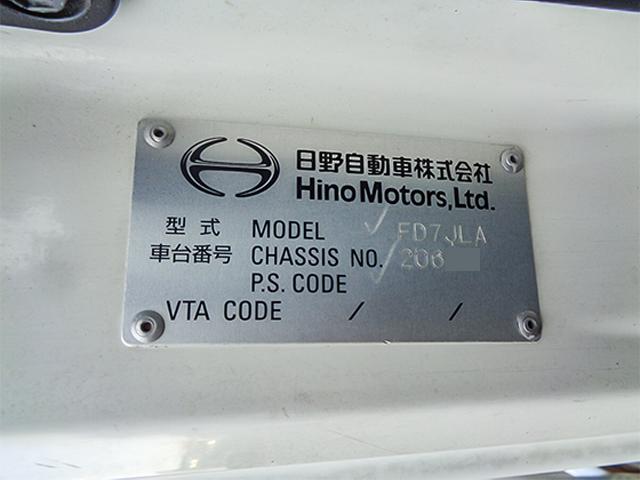 日野自動車株式会社
Hino Motors, Ltd.
型式 MODEL FD7JLA
車台番号 CHASSIS NO. 206
P.S. CODE
VTA CODE / /